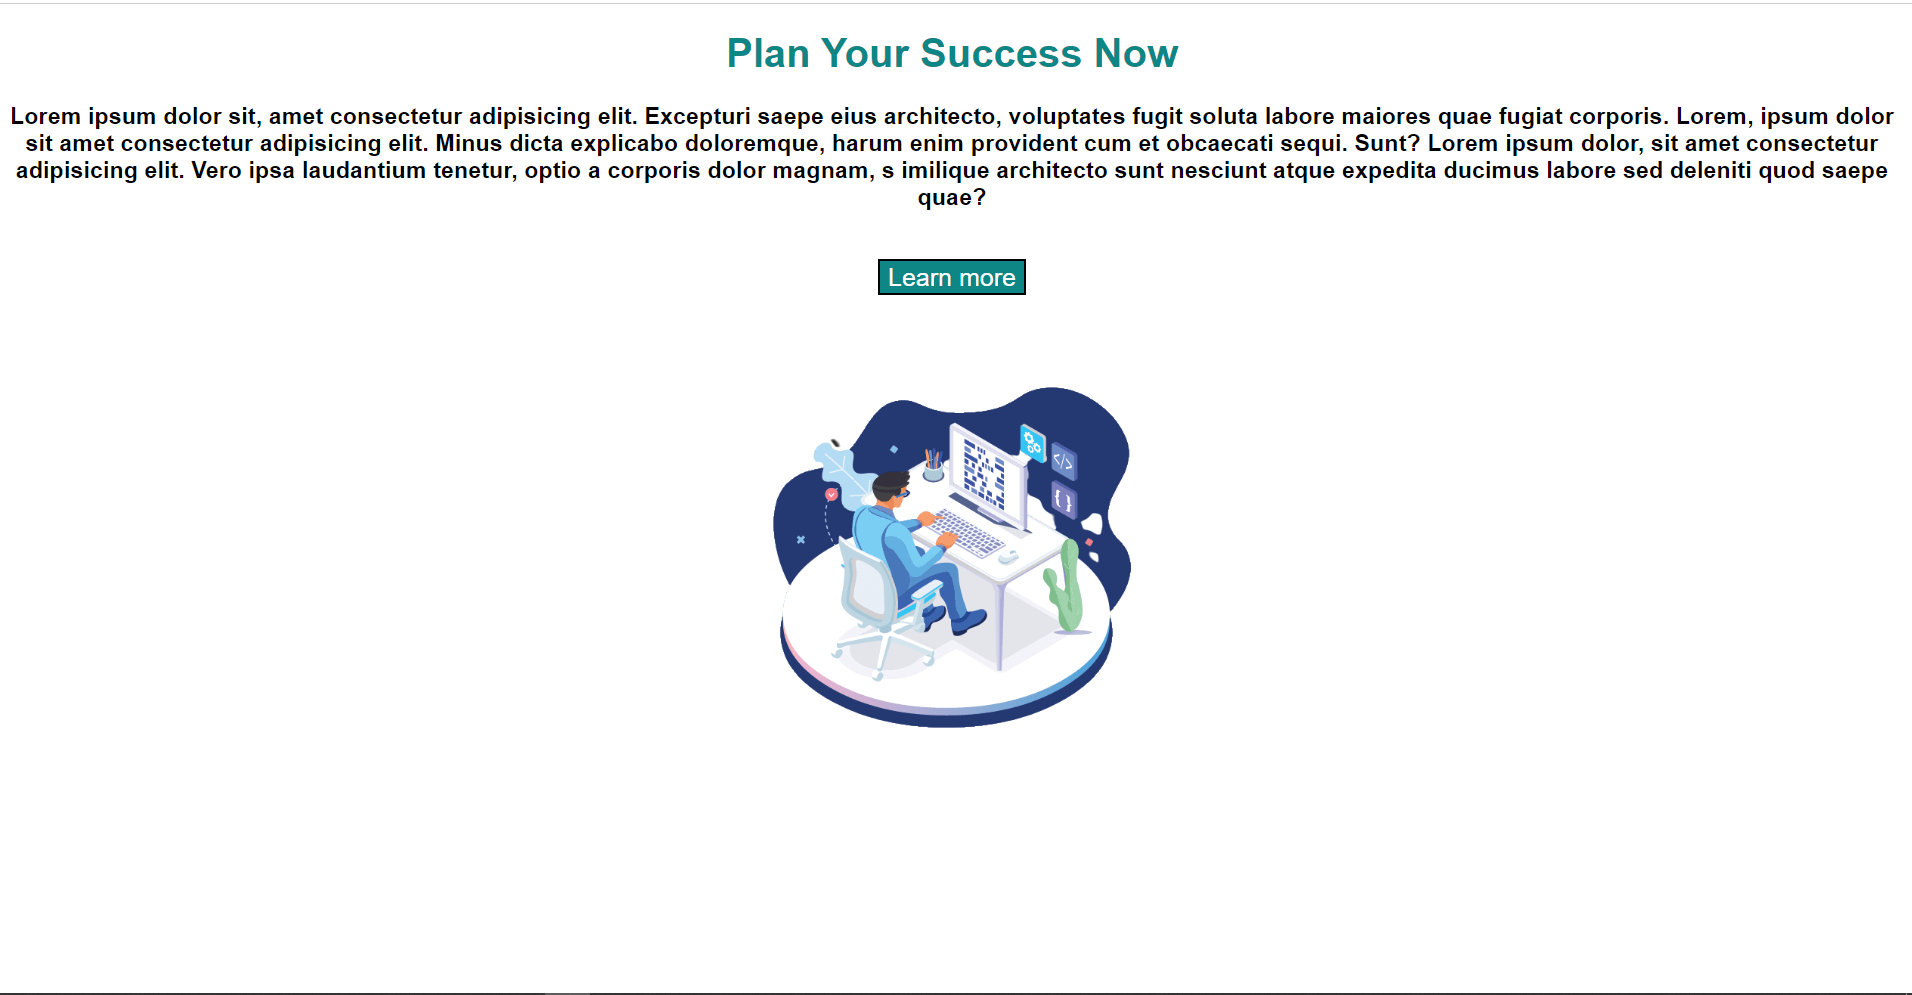 Plan Your Success Now
Lorem ipsum dolor sit, amet consectetur adipisicing elit. Excepturi saepe eius architecto, voluptates fugit soluta labore maiores quae fugiat corporis. Lorem, ipsum dolor
sit amet consectetur adipisicing elit. Minus dicta explicabo doloremque, harum enim provident cum et obcaecati sequi. Sunt? Lorem ipsum dolor, sit amet consectetur
adipisicing elit. Vero ipsa laudantium tenetur, optio a corporis dolor magnam, s imilique architecto sunt nesciunt atque expedita ducimus labore sed deleniti quod saepe
quae?
Learn more
</>
{ }